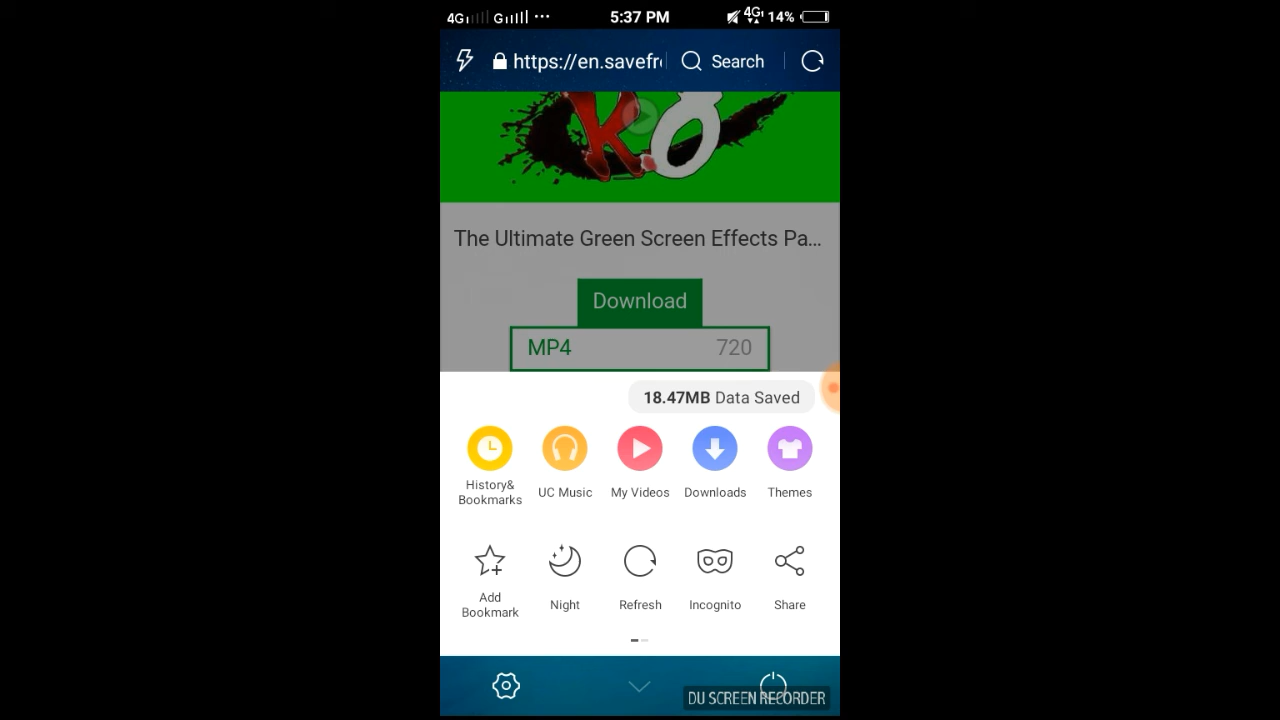 4G G ••• 5:37 PM 4G 14%
https://en.savefr Search
K.O
The Ultimate Green Screen Effects Pa...
Download
MP4 720
18.47MB Data Saved
History& Bookmarks UC Music My Videos Downloads Themes
Add Bookmark Night Refresh Incognito Share
DU SCREEN RECORDER